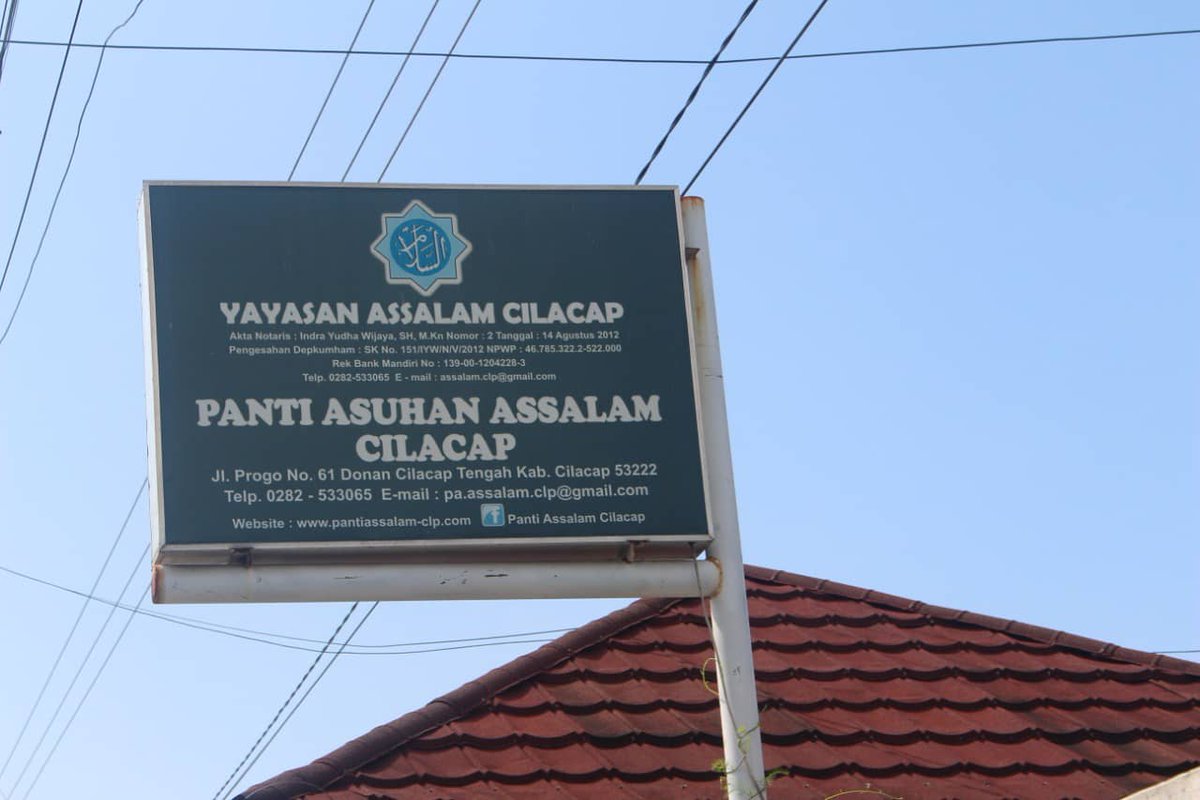 السلام
YAYASAN ASSALAM CILACAP
Akta Notaris : Indra Yudha Wijaya, SH, M.Kn Nomor : 2 Tanggal : 14 Agustus 2012
Pengesahan Depkumham : SK No. 151/IYW/N/V/2012 NPWP : 46.785.322.2-522.000
Rek Bank Mandiri No : 139-00-1204228-3
Telp. 0282-533065 E - mail : assalam.clp@gmail.com
PANTI ASUHAN ASSALAM
CILACAP
Jl. Progo No. 61 Donan Cilacap Tengah Kab. Cilacap 53222
Telp. 0282 - 533065 E-mail : pa.assalam.clp@gmail.com
Website : www.pantiassalam-clp.com f Panti Assalam Cilacap